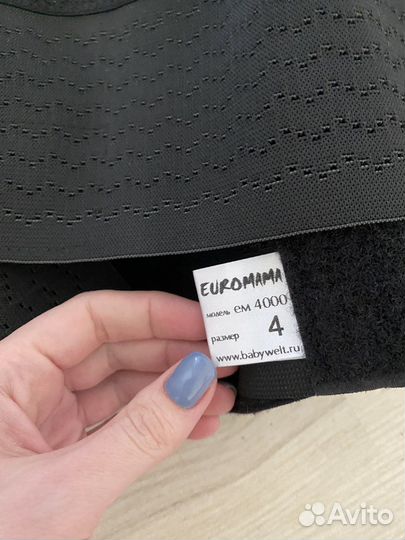 EUROMAMA
модель ем 4000
размер 4
www.babywelt.ru
Avito